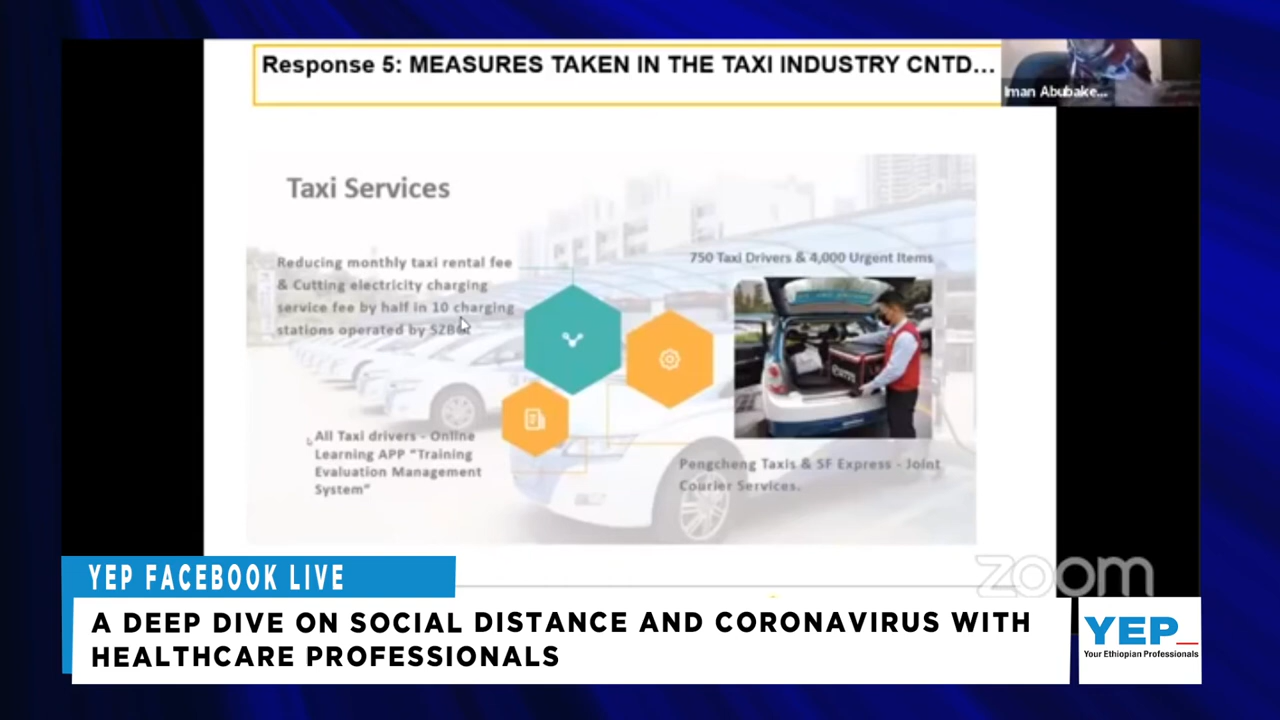 Response 5: MEASURES TAKEN IN THE TAXI INDUSTRY CNTD...
Iman Abubake...
Taxi Services
Reducing monthly taxi rental fee
& Cutting electricity charging
service fee by half in 10 charging
stations operated by
750 Taxi Drivers & 4,000 Urgent Items
All Taxi drivers - Online
Learning APP "Training
Evaluation Management
System"
Pengcheng Taxis & SF Express - Joint
Courier Services.
zoom
YEP FACEBOOK LIVE
A DEEP DIVE ON SOCIAL DISTANCE AND CORONAVIRUS WITH
HEALTHCARE PROFESSIONALS
YEP_
Your Ethiopian Professionals